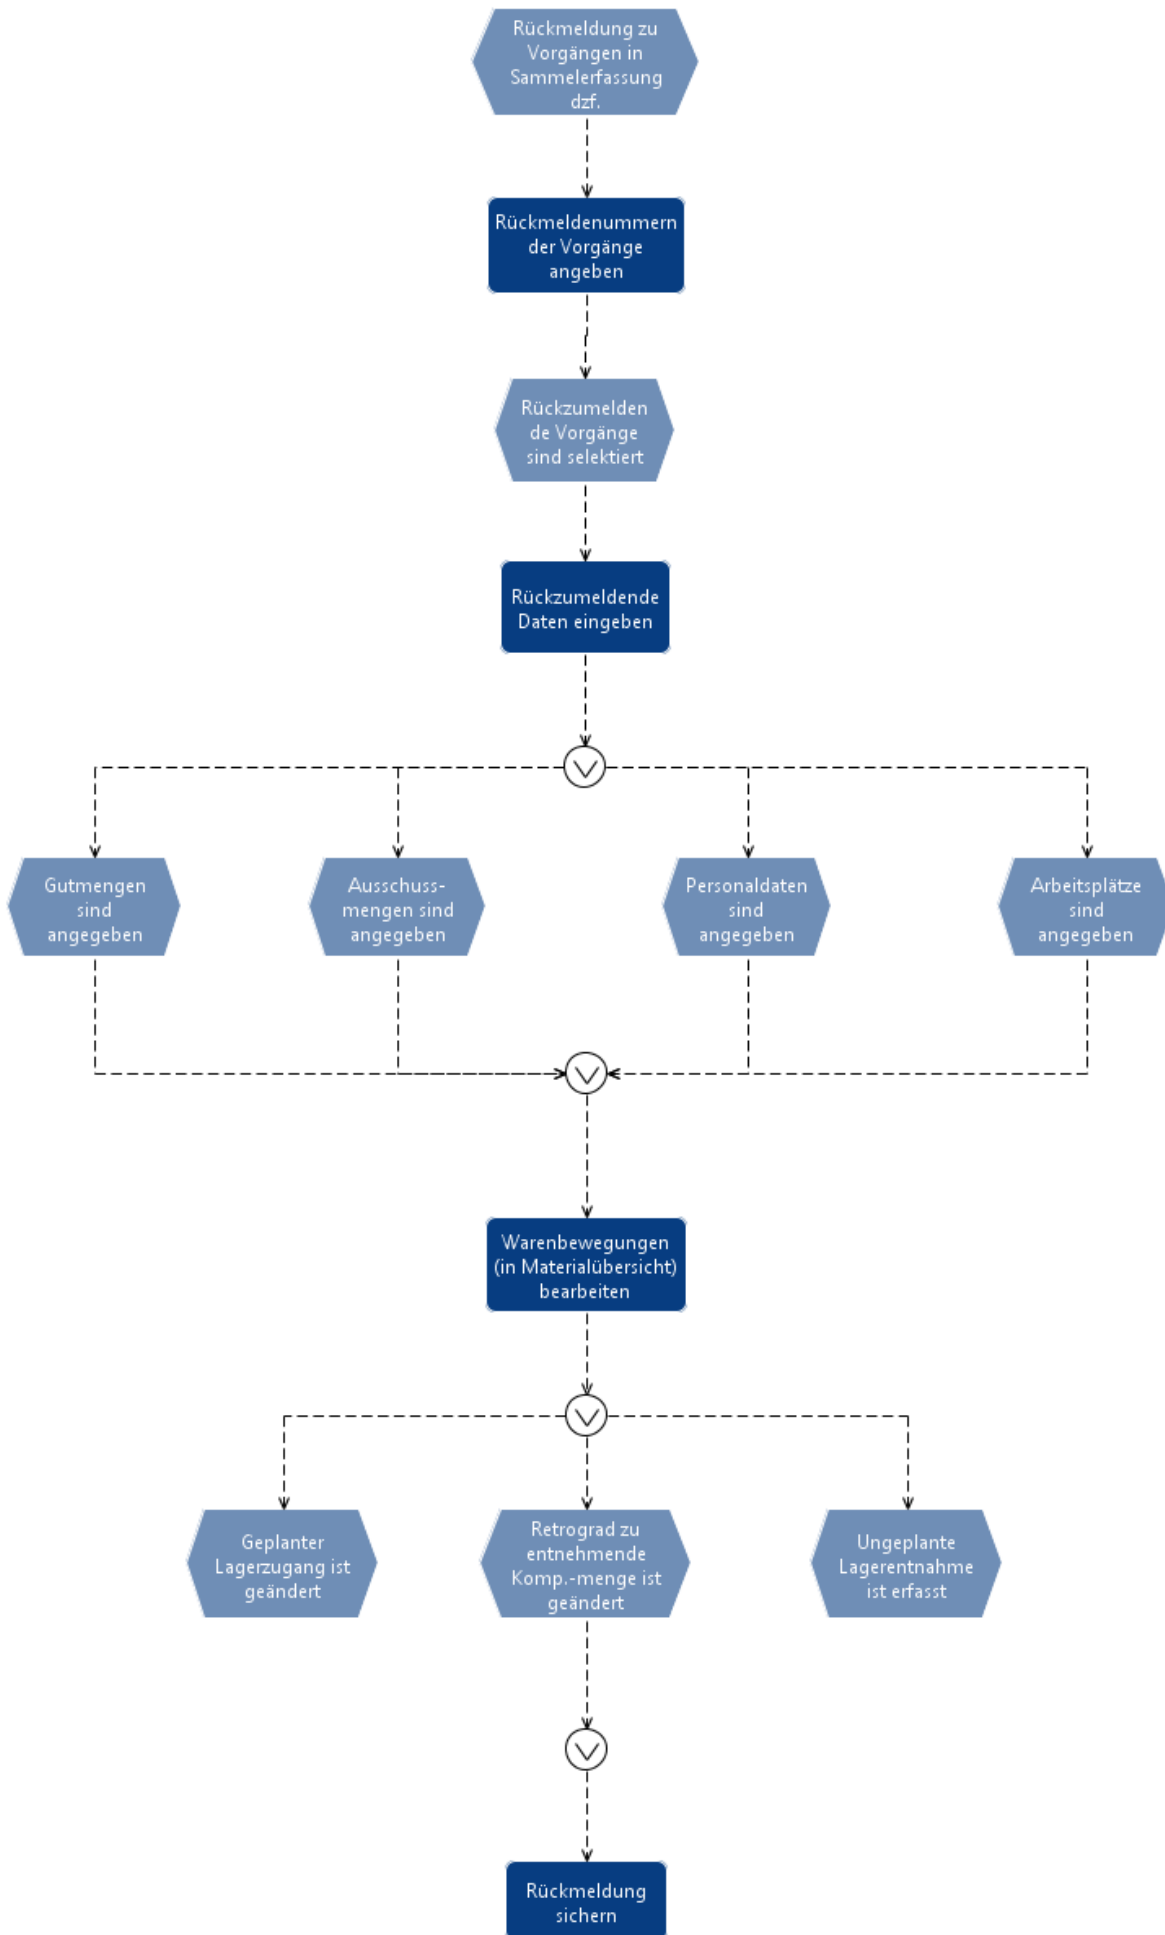 Rückmeldung zu
Vorgängen in
Sammelerfassung
dzf.
Rückmeldenummern
der Vorgänge
angeben
Rückzumelden
de Vorgänge
sind selektiert
Rückzumeldende
Daten eingeben
Gutmengen
sind
angegeben
Ausschuss-
mengen sind
angegeben
Personaldaten
sind
angegeben
Arbeitsplätze
sind
angegeben
Warenbewegungen
(in Materialübersicht)
bearbeiten
Geplanter
Lagerzugang ist
geändert
Retrograd zu
entnehmende
Komp.-menge ist
geändert
Ungeplante
Lagerentnahme
ist erfasst
Rückmeldung
sichern